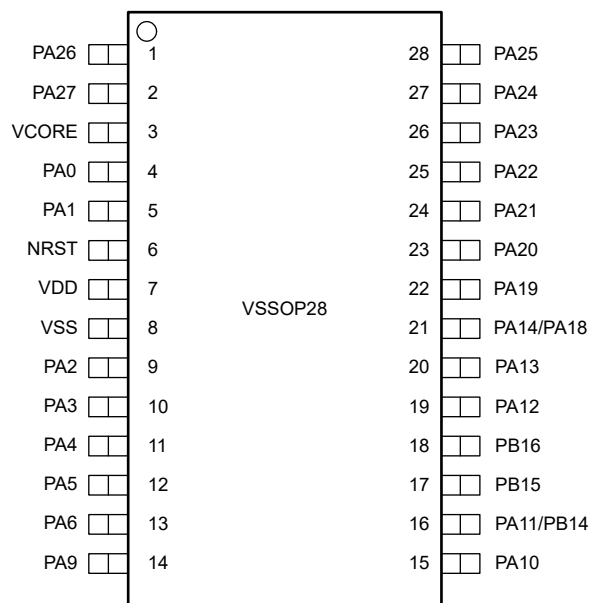 PA26 1 28 PA25
PA27 2 27 PA24
VCORE 3 26 PA23
PA0 4 25 PA22
PA1 5 24 PA21
NRST 6 23 PA20
VDD 7 22 PA19
VSSOP28
VSS 8 21 PA14/PA18
PA2 9 20 PA13
PA3 10 19 PA12
PA4 11 18 PB16
PA5 12 17 PB15
PA6 13 16 PA11/PB14
PA9 14 15 PA10